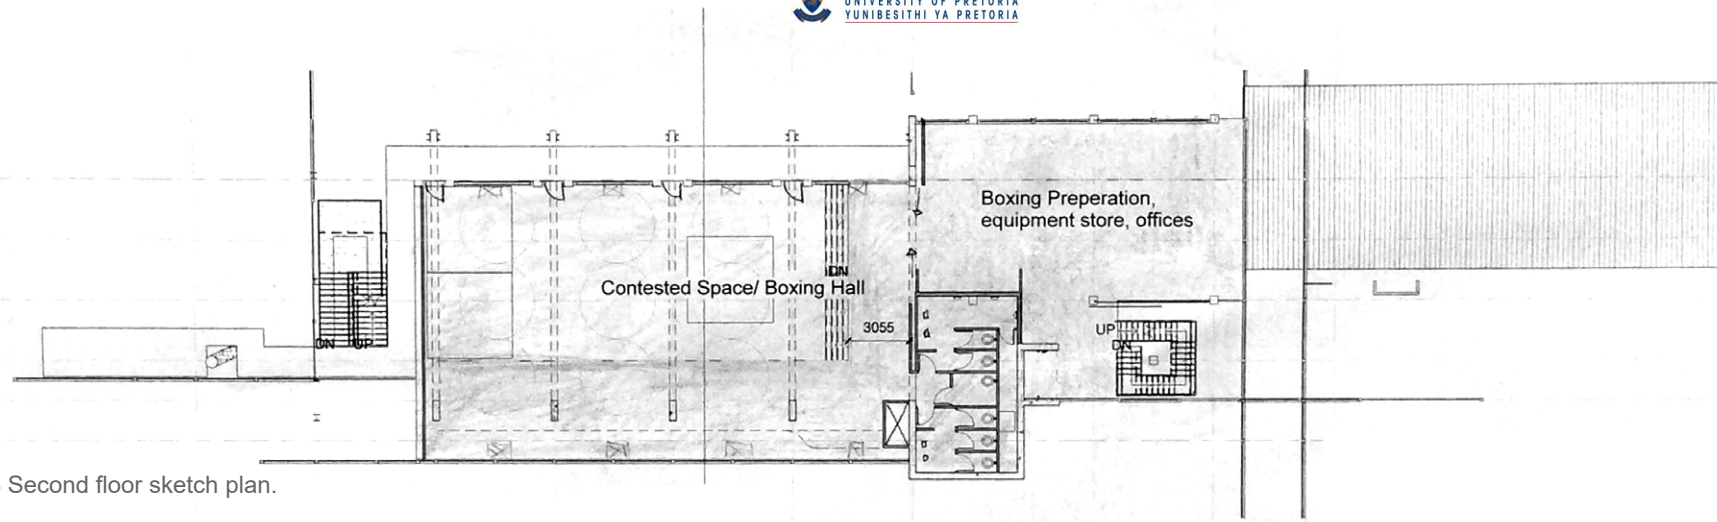 UNIVERSITY OF PRETORIA
YUNIBESITHI YA PRETORIA
Boxing Preperation,
equipment store, offices
DN
Contested Space/ Boxing Hall
3055
UP
DN
DN UP
Second floor sketch plan.